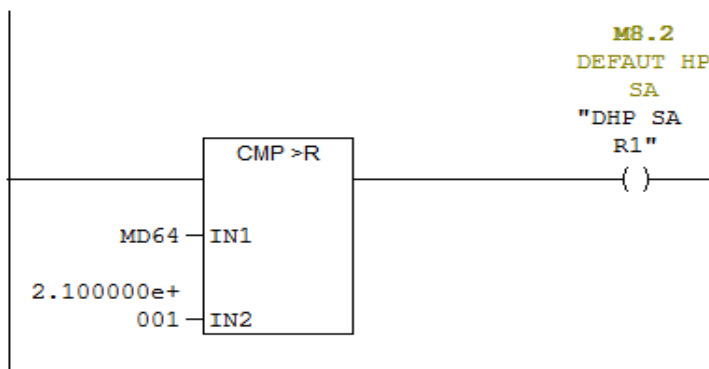 M8.2
DEFAUT HP
SA
"DHP SA
R1"
CMP >R
MD64
IN1
2.100000e+
001
IN2